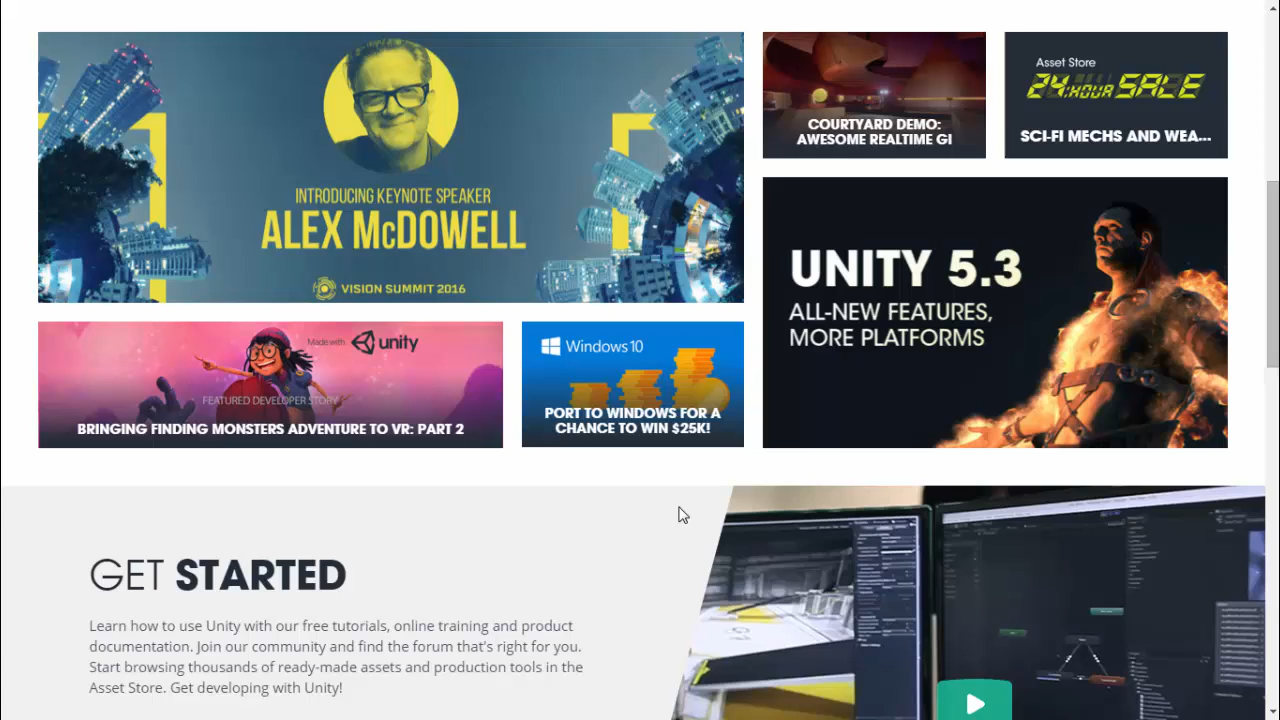 INTRODUCING KEYNOTE SPEAKER
ALEX McDOWELL
VISION SUMMIT 2016
COURTYARD DEMO:
AWESOME REALTIME GI
Asset Store
24:HOUR SALE
SCI-FI MECHS AND WEA...
UNITY 5.3
ALL-NEW FEATURES,
MORE PLATFORMS
Made with unity
FEATURED DEVELOPER STORY
BRINGING FINDING MONSTERS ADVENTURE TO VR: PART 2
Windows 10
PORT TO WINDOWS FOR A
CHANCE TO WIN $25K!
GET STARTED
Learn how to use Unity with our free tutorials, online training and product
documentation. Join our community and find the forum that's right for you.
Start browsing thousands of ready-made assets and production tools in the
Asset Store. Get developing with Unity!